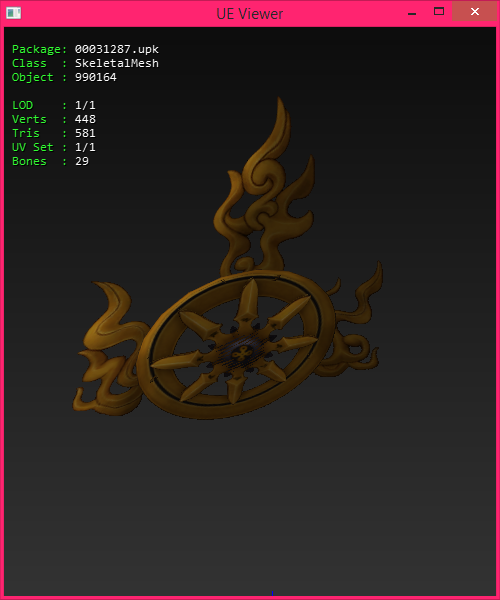 UE Viewer
Package: 00031287.upk
Class : SkeletalMesh
Object : 990164
LOD : 1/1
Verts : 448
Tris : 581
UV Set : 1/1
Bones : 29